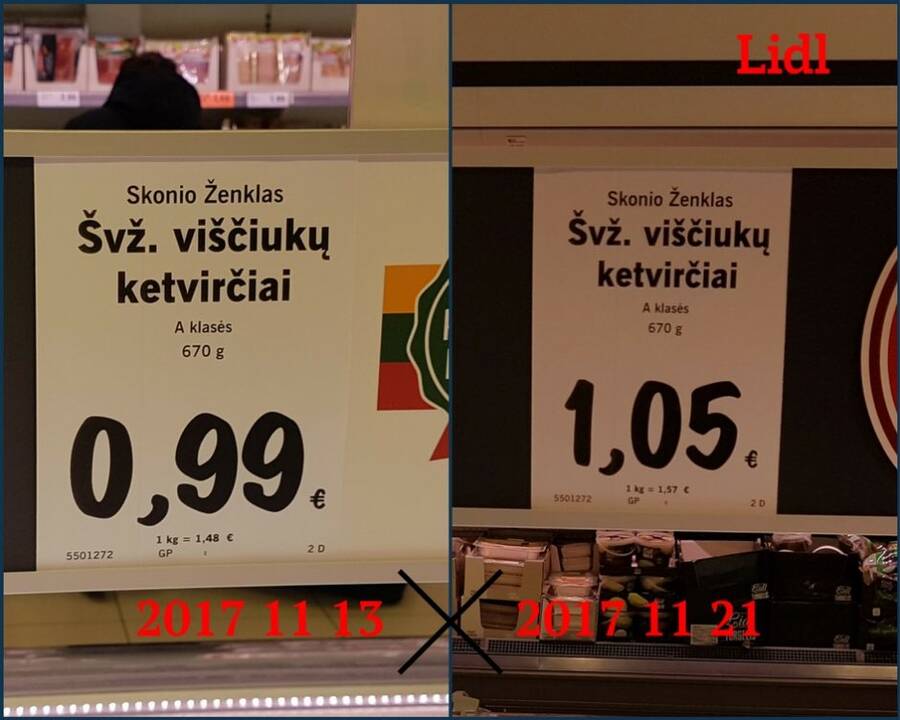 Skonio Ženklas
Švž. viščiukų
ketvirčiai
A klasės
670 g
0,99 €
1 kg = 1,48 €
5501272 GP 2 D
2017 11 13
Lidl
Skonio Ženklas
Švž. viščiukų
ketvirčiai
A klasės
670 g
1,05 €
1 kg = 1,57 €
5501272 GP 2 D
2017 11 21